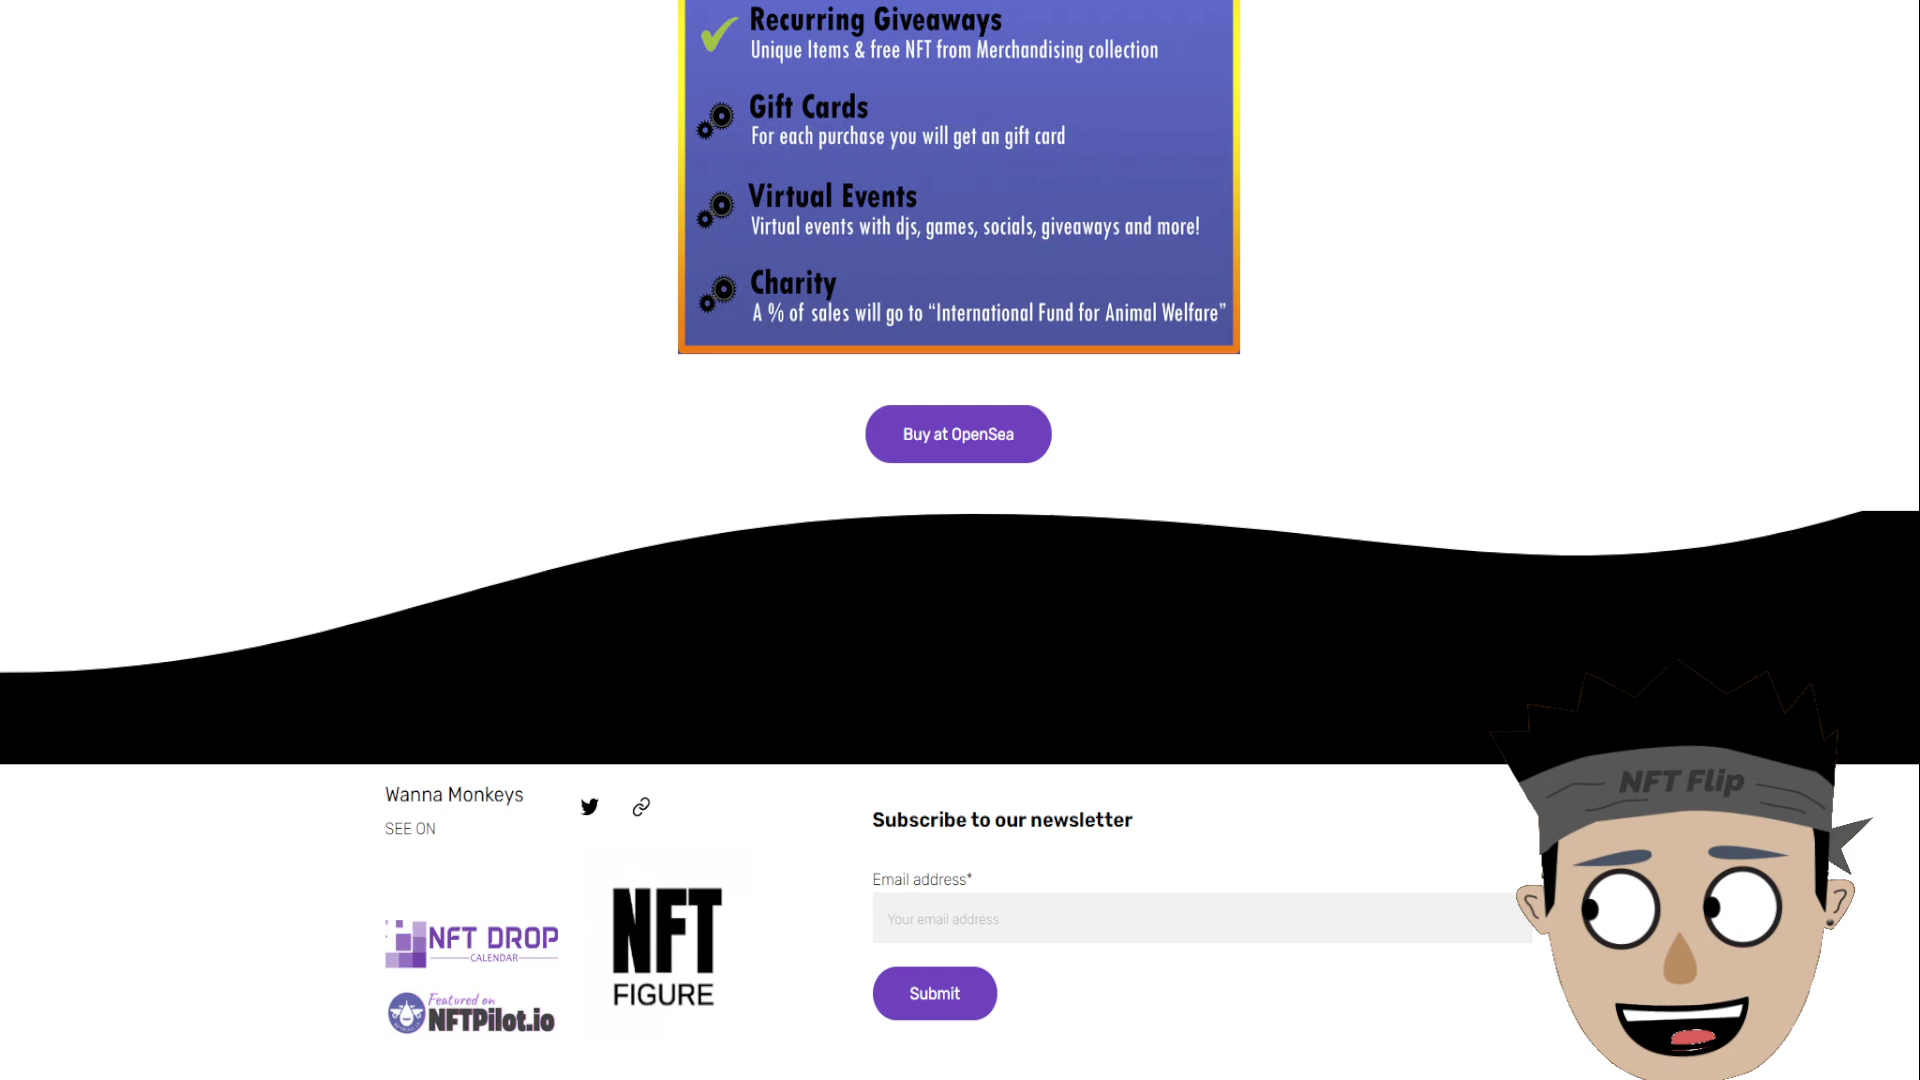 Recurring Giveaways
Unique Items & free NFT from Merchandising collection
Gift Cards
For each purchase you will get an gift card
Virtual Events
Virtual events with djs, games, socials, giveaways and more!
Charity
A % of sales will go to “International Fund for Animal Welfare”
Buy at OpenSea
NFT Flip
Wanna Monkeys
SEE ON
NFT DROP
CALENDAR
Featured on
NFTPilot.io
NFT
FIGURE
Subscribe to our newsletter
Email address*
Your email address
Submit